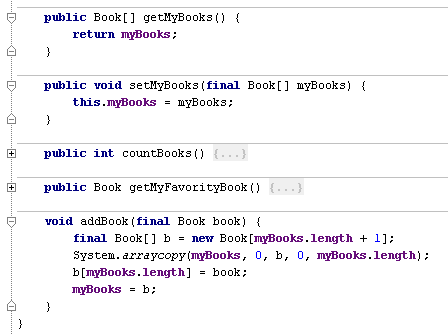 public Book[] getMyBooks() {
return myBooks;
}
public void setMyBooks(final Book[] myBooks) {
this.myBooks = myBooks;
}
public int countBooks() {...}
public Book getMyFavorityBook() {...}
void addBook(final Book book) {
final Book[] b = new Book[myBooks.length + 1];
System.arraycopy(myBooks, 0, b, 0, myBooks.length);
b[myBooks.length] = book;
myBooks = b;
}
}